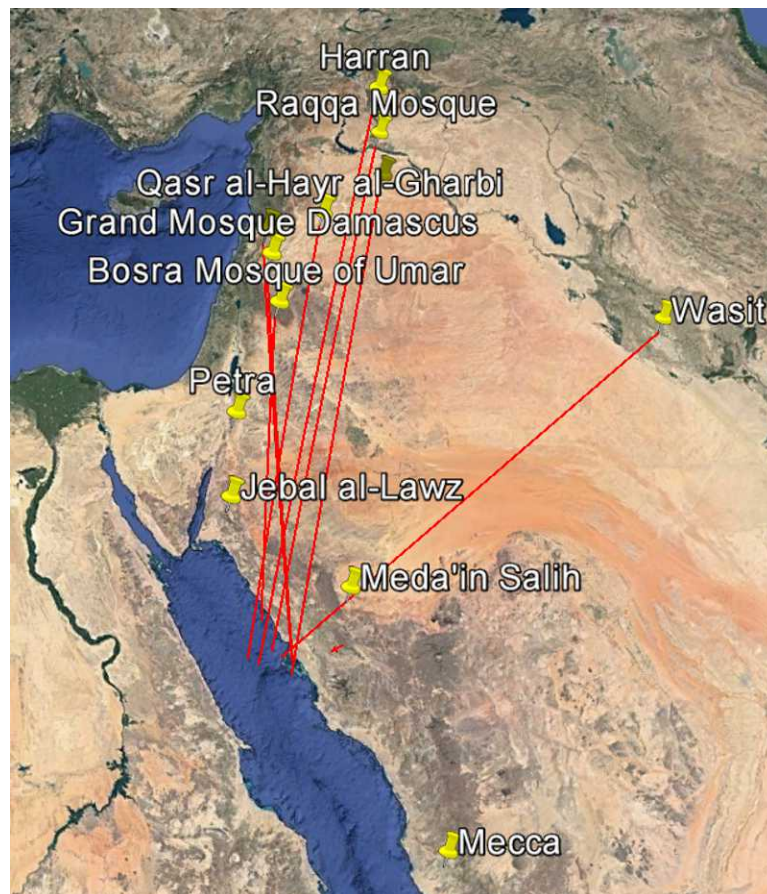 Harran
Raqqa Mosque
Qasr al-Hayr al-Gharbi
Grand Mosque Damascus
Bosra Mosque of Umar
Wasit
Petra
Jebal al-Lawz
Meda'in Salih
Mecca